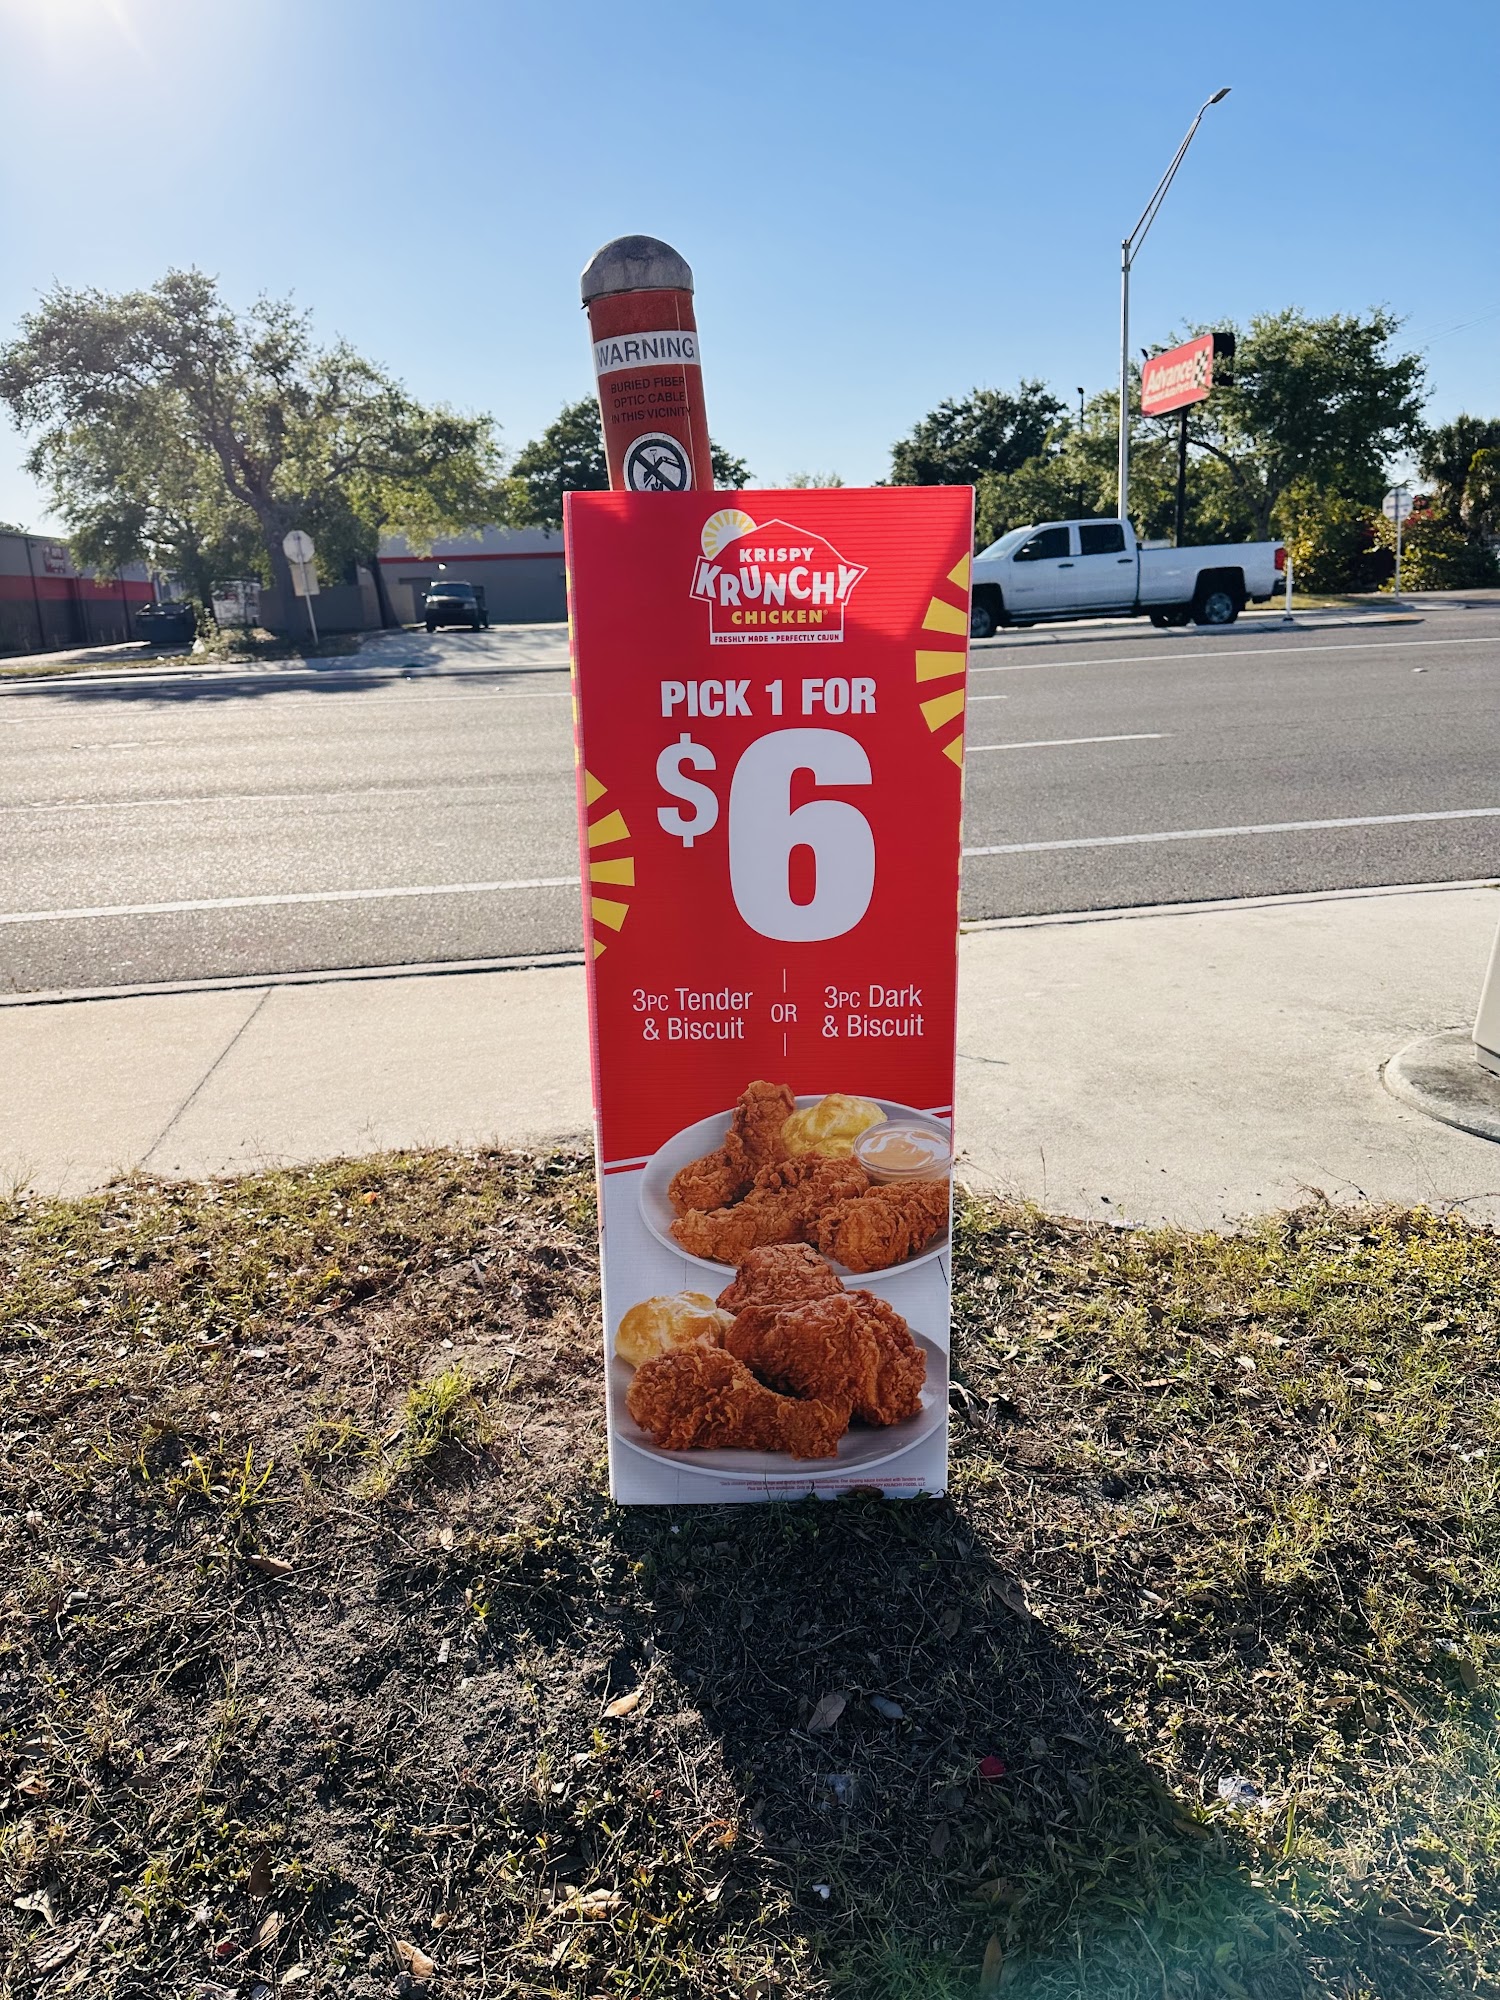 WARNING
BURIED FIBER
OPTIC CABLE
IN THIS VICINITY
Advance
KRISPY
KRUNCHY
CHICKEN
FRESHLY MADE • PERFECTLY CAJUN
PICK 1 FOR
$6
3PC Tender
& Biscuit
OR
3PC Dark
& Biscuit